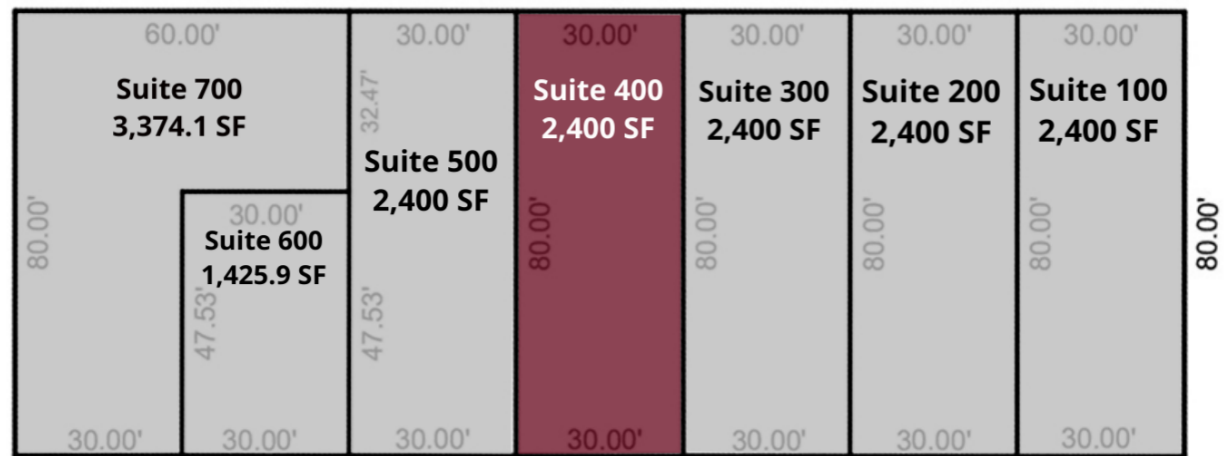 60.00'
30.00'
30.00'
30.00'
30.00'
30.00'
Suite 700
3,374.1 SF
32.47'
Suite 500
2,400 SF
Suite 400
2,400 SF
Suite 300
2,400 SF
Suite 200
2,400 SF
Suite 100
2,400 SF
80.00'
30.00'
Suite 600
1,425.9 SF
47.53'
47.53'
80.00'
80.00'
80.00'
80.00'
80.00'
30.00'
30.00'
30.00'
30.00'
30.00'
30.00'
30.00'